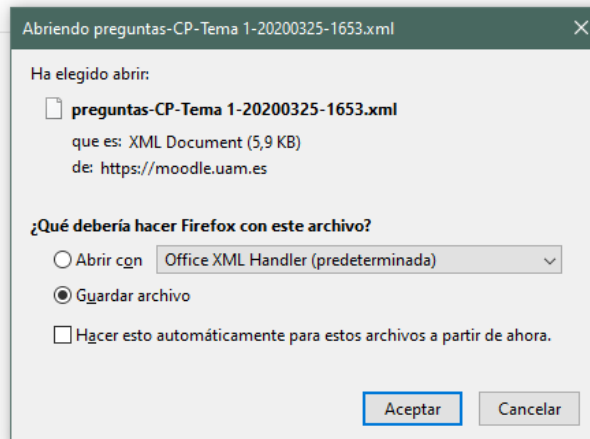 Abriendo preguntas-CP-Tema 1-20200325-1653.xml
Ha elegido abrir:
preguntas-CP-Tema 1-20200325-1653.xml
que es: XML Document (5,9 KB)
de: https://moodle.uam.es
¿Qué debería hacer Firefox con este archivo?
Abrir con Office XML Handler (predeterminada)
Guardar archivo
Hacer esto automáticamente para estos archivos a partir de ahora.
Aceptar Cancelar